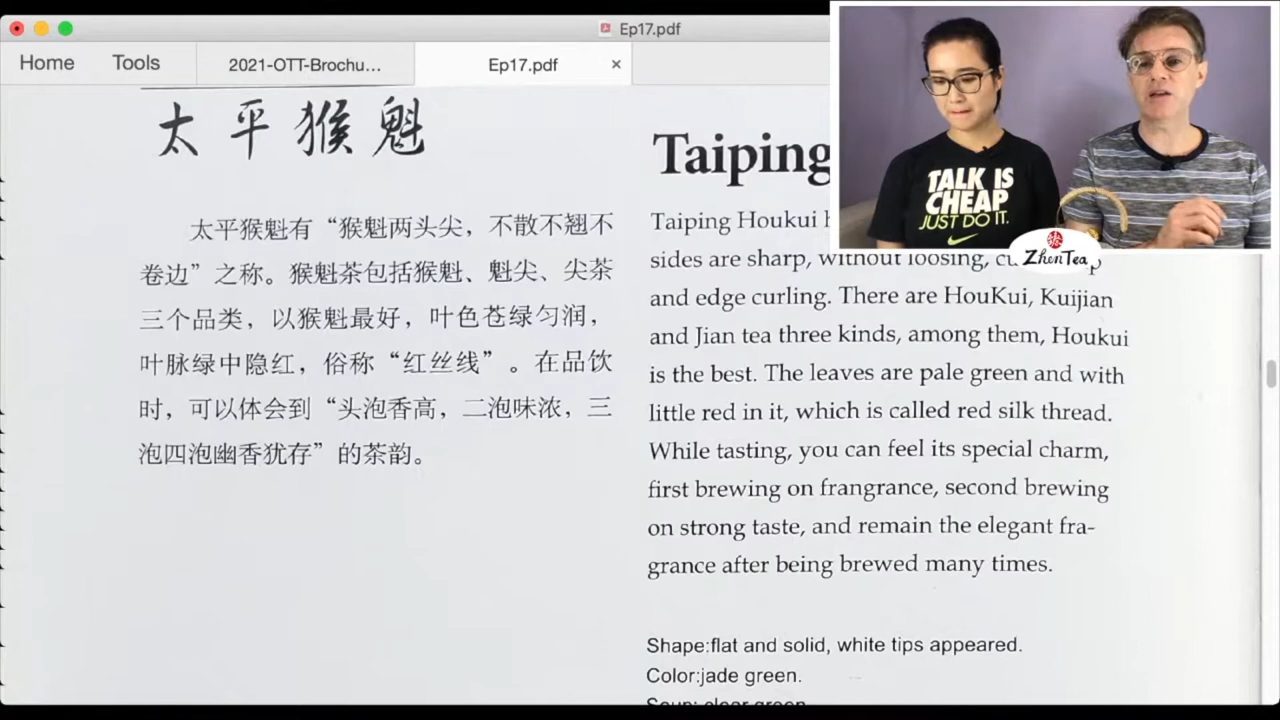 Ep17.pdf
Home
Tools
2021-OTT-Brochu...
Ep17.pdf
×
太平猴魁
太平猴魁有“猴魁两头尖，不散不翘不
卷边”之称。猴魁茶包括猴魁、魁尖、尖茶
三个品类，以猴魁最好，叶色苍绿匀润，
叶脉绿中隐红，俗称“红丝线”。在品饮
时，可以体会到“头泡香高，二泡味浓，三
泡四泡幽香犹存”的茶韵。
Taiping
Taiping Houkui
sides are sharp, without loosing,
and edge curling. There are HouKui, Kuijian
and Jian tea three kinds, among them, Houkui
is the best. The leaves are pale green and with
little red in it, which is called red silk thread.
While tasting, you can feel its special charm,
first brewing on frangrance, second brewing
on strong taste, and remain the elegant fra-
grance after being brewed many times.
Shape:flat and solid, white tips appeared.
Color:jade green.
Soup: clear green
TALK IS
CHEAP
JUST DO IT.
ZhenTea